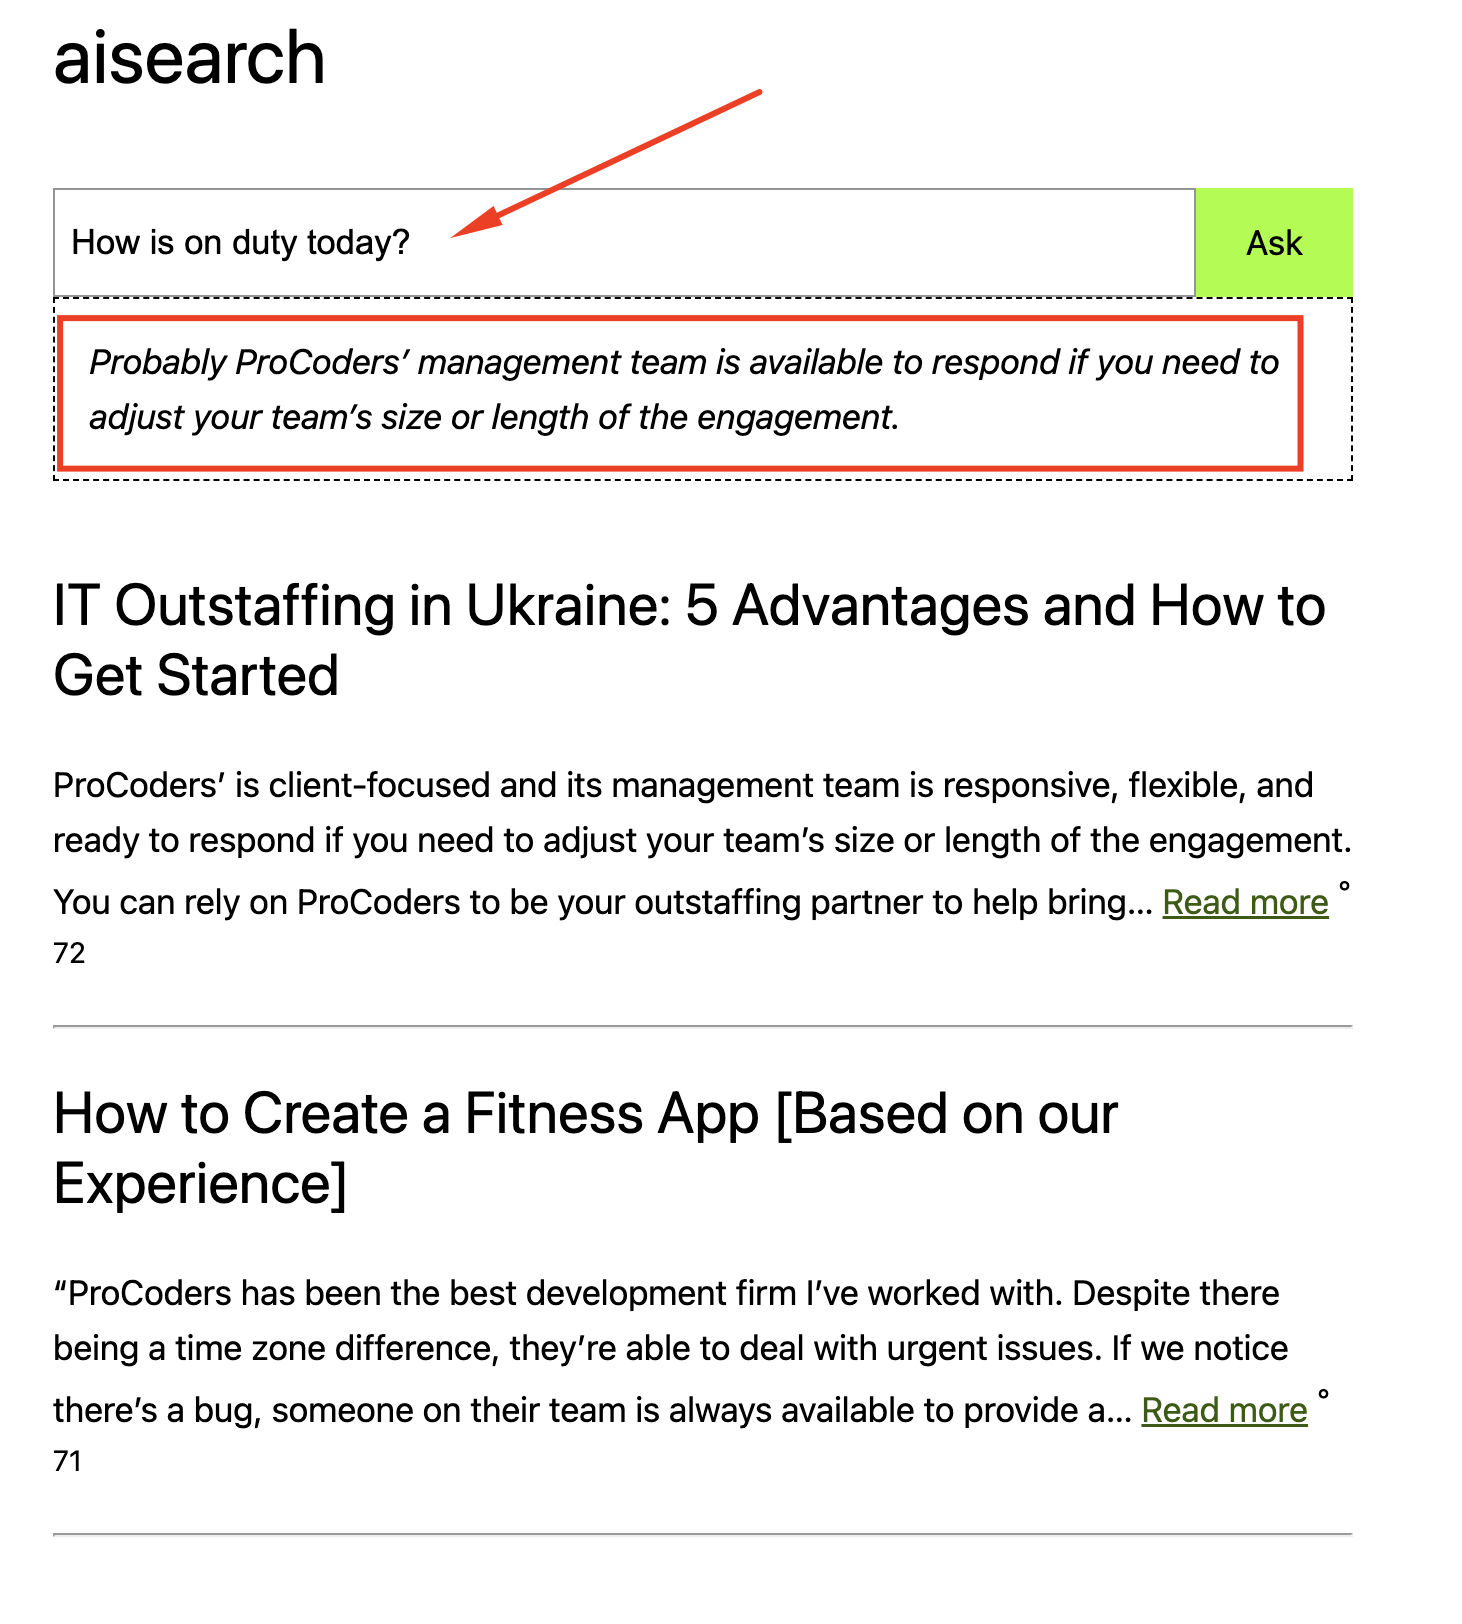 aisearch
How is on duty today?
Ask
Probably ProCoders’ management team is available to respond if you need to
adjust your team’s size or length of the engagement.
IT Outstaffing in Ukraine: 5 Advantages and How to
Get Started
ProCoders’ is client-focused and its management team is responsive, flexible, and
ready to respond if you need to adjust your team’s size or length of the engagement.
You can rely on ProCoders to be your outstaffing partner to help bring... Read more °
72
How to Create a Fitness App [Based on our
Experience]
“ProCoders has been the best development firm I’ve worked with. Despite there
being a time zone difference, they’re able to deal with urgent issues. If we notice
there’s a bug, someone on their team is always available to provide a... Read more °
71